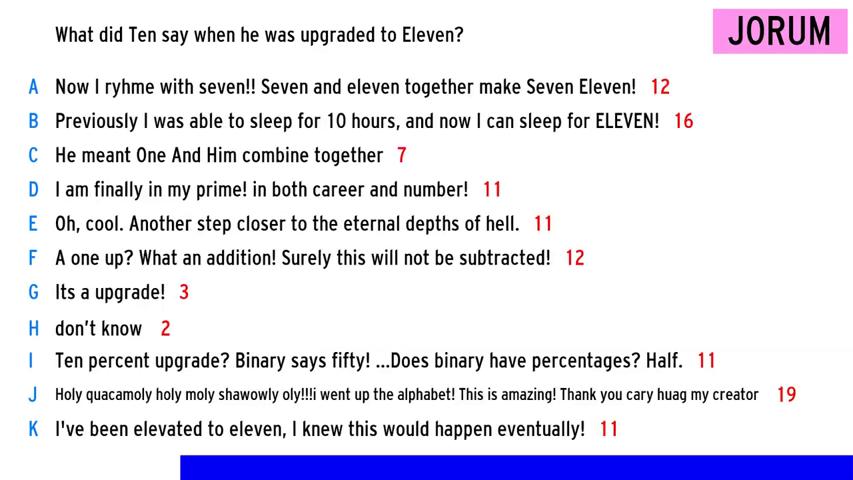 What did Ten say when he was upgraded to Eleven?
JORUM
A Now I ryhme with seven!! Seven and eleven together make Seven Eleven! 12
B Previously I was able to sleep for 10 hours, and now I can sleep for ELEVEN! 16
C He meant One And Him combine together 7
D I am finally in my prime! in both career and number! 11
E Oh, cool. Another step closer to the eternal depths of hell. 11
F A one up? What an addition! Surely this will not be subtracted! 12
G Its a upgrade! 3
H don't know 2
I Ten percent upgrade? Binary says fifty! ...Does binary have percentages? Half. 11
J Holy quacamoly holy moly shawowly oly!!!i went up the alphabet! This is amazing! Thank you cary huag my creator 19
K I've been elevated to eleven, I knew this would happen eventually! 11